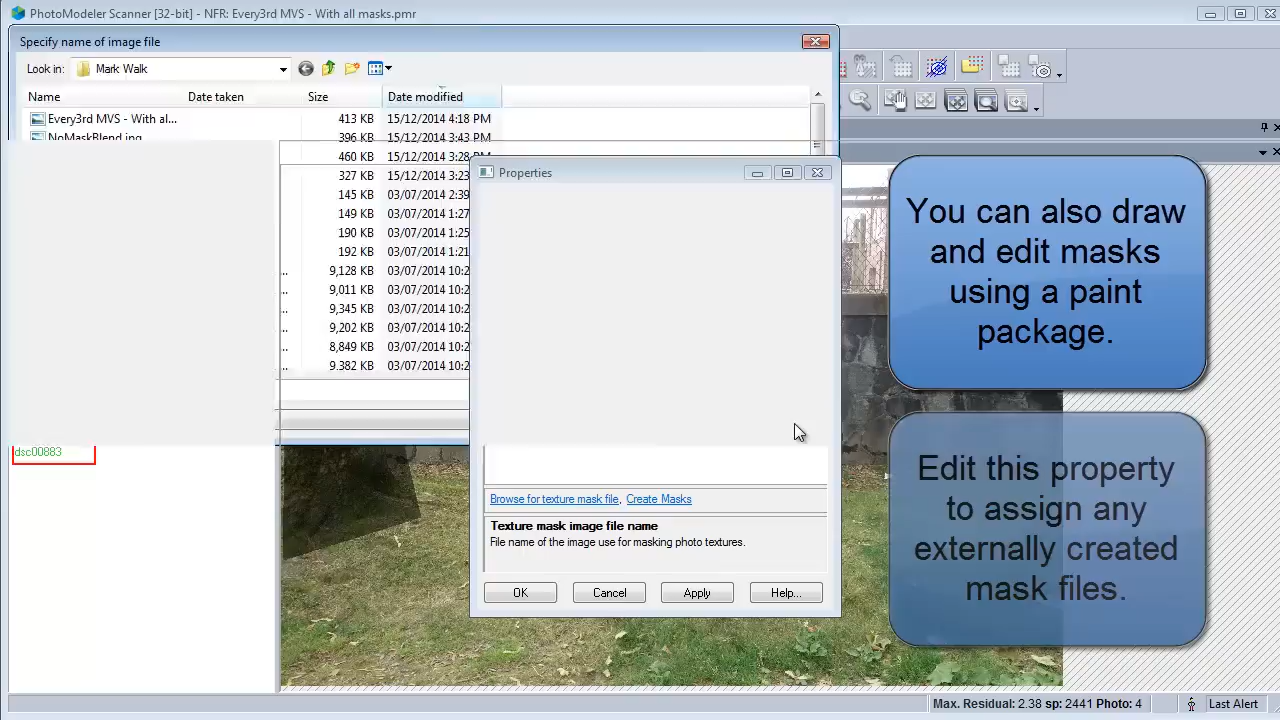 PhotoModeler Scanner [32-bit] - NFR: Every3rd MVS - With all masks.pmr
Specify name of image file
Look in: Mark Walk
Name Date taken Size Date modified
Every3rd MVS - With al... 413 KB 15/12/2014 4:18 PM
NoMaskBlend.jpg 396 KB 15/12/2014 3:43 PM
460 KB 15/12/2014 3:28 PM
327 KB 15/12/2014 3:23
145 KB 03/07/2014 2:39
149 KB 03/07/2014 1:27
190 KB 03/07/2014 1:25
192 KB 03/07/2014 1:21
... 9,128 KB 03/07/2014 10:2
... 9,011 KB 03/07/2014 10:2
... 9,345 KB 03/07/2014 10:2
... 9,202 KB 03/07/2014 10:2
... 8,849 KB 03/07/2014 10:2
... 9.382 KB 03/07/2014 10:2
dsc00883
Properties
Browse for texture mask file, Create Masks
Texture mask image file name
File name of the image use for masking photo textures.
OK Cancel Apply Help...
You can also draw
and edit masks
using a paint
package.
Edit this property
to assign any
externally created
mask files.
Max. Residual: 2.38 sp: 2441 Photo: 4 Last Alert